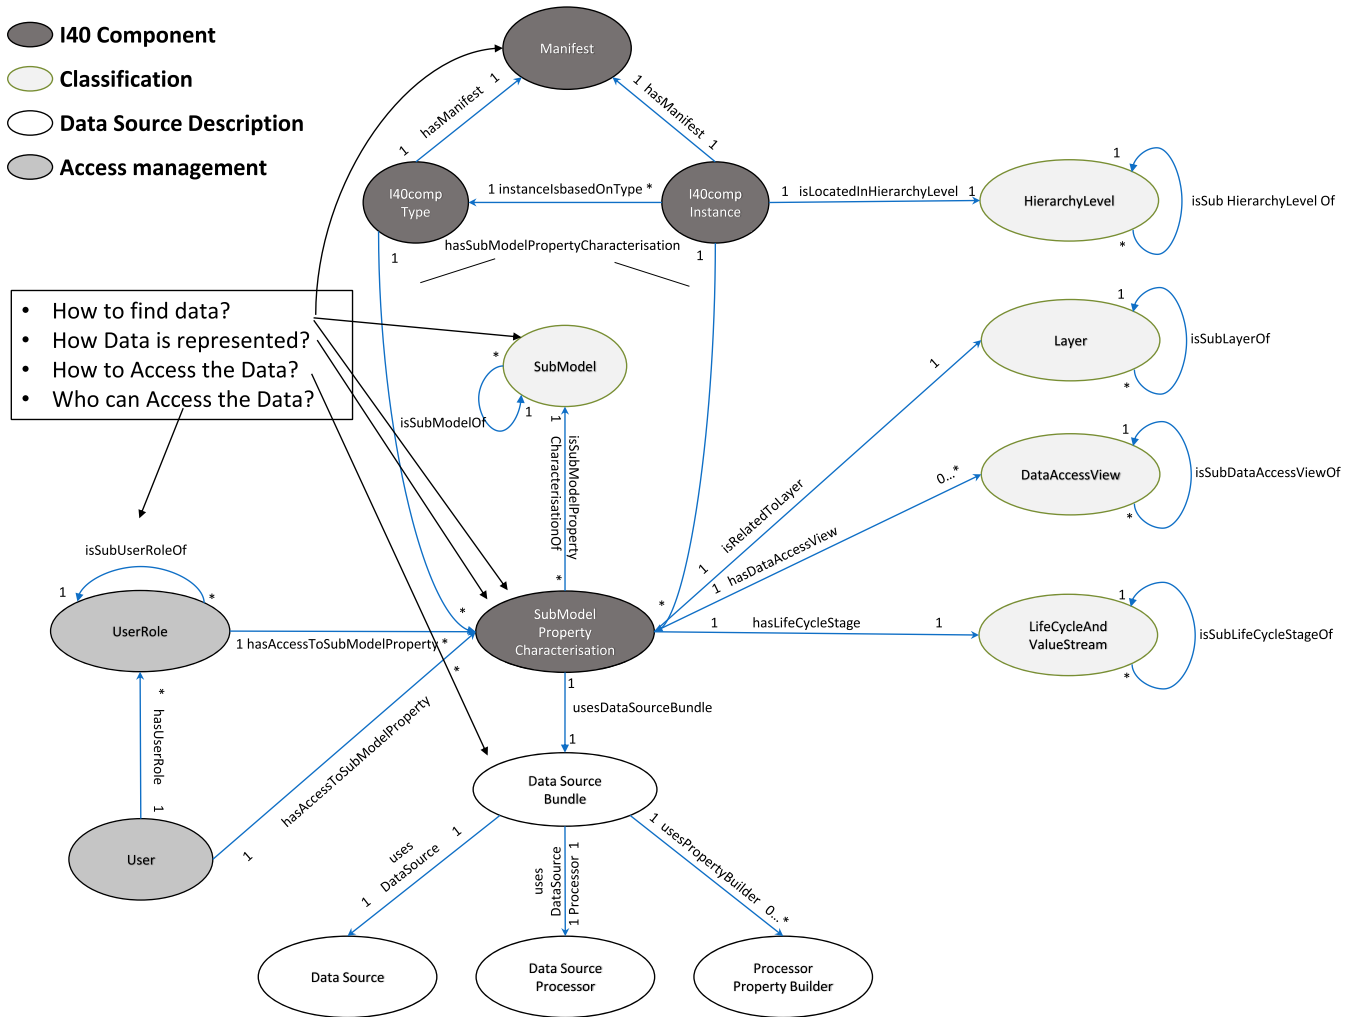 I40 Component
Classification
Data Source Description
Access management
Manifest
1
hasManifest
1
1
hasManifest
1
I40comp
Type
1 instanceIsbasedOnType *
I40comp
Instance
1 isLocatedInHierarchyLevel 1
HierarchyLevel
1
*
isSub HierarchyLevel Of
hasSubModelPropertyCharacterisation
1
1
• How to find data?
• How Data is represented?
• How to Access the Data?
• Who can Access the Data?
SubModel
*
1
isSubModelOf
1
isSubModelProperty
CharacterisationOf
*
Layer
1
*
isSubLayerOf
1
isRelatedToLayer
1
DataAccessView
1
*
isSubDataAccessViewOf
0...*
hasDataAccessView
1
isSubUserRoleOf
1
*
UserRole
1 hasAccessToSubModelProperty *
*
*
SubModel
Property
Characterisation
1
hasLifeCycleStage
1
LifeCycleAnd
ValueStream
1
*
isSubLifeCycleStageOf
*
hasUserRole
1
User
*
hasAccessToSubModelProperty
1
1
usesDataSourceBundle
1
Data Source
Bundle
1
uses
DataSource
1
uses
DataSource
1 Processor 1
1 usesPropertyBuilder 0... *
Data Source
Data Source
Processor
Processor
Property Builder